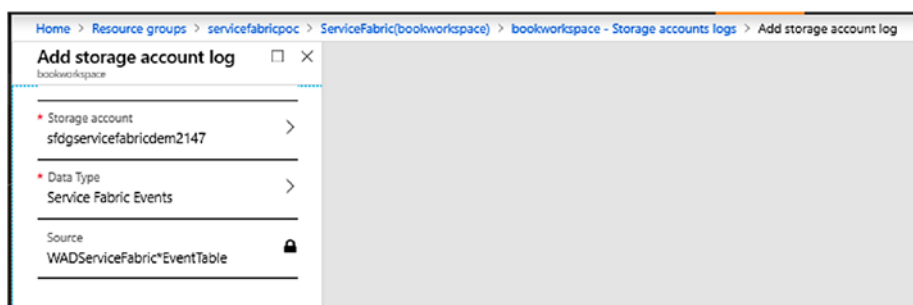 Home > Resource groups > servicefabricpoc > ServiceFabric(bookworkspace) > bookworkspace - Storage accounts logs > Add storage account log
Add storage account log
bookworkspace
* Storage account
sfdgservicefabricdem2147
* Data Type
Service Fabric Events
Source
WADServiceFabric*EventTable